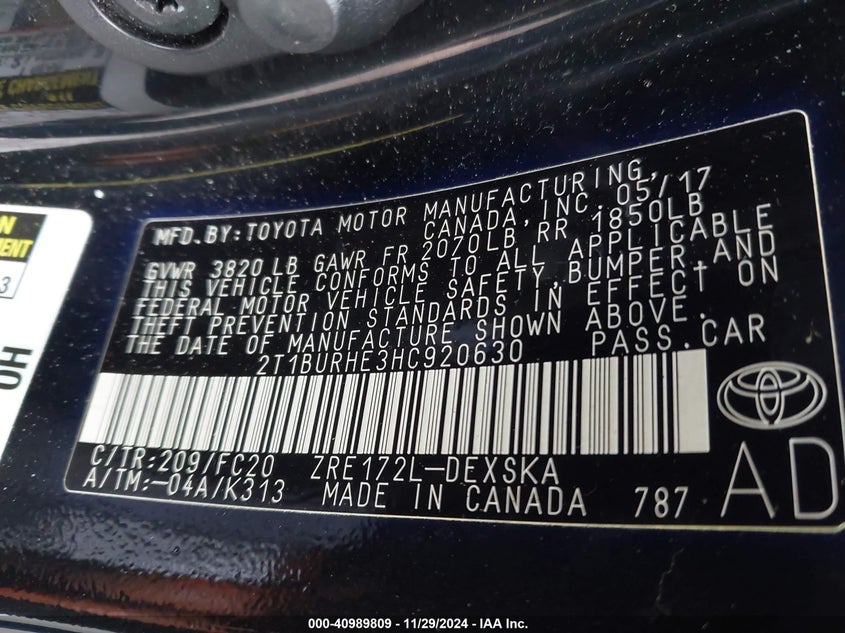 MFD.BY:TOYOTA MOTOR MANUFACTURING,
CANADA,INC. 05/17
GVWR 3820 LB GAWR FR 2070LB RR 1850LB
THIS VEHICLE CONFORMS TO ALL APPLICABLE
FEDERAL MOTOR VEHICLE SAFETY,BUMPER,AND
THEFT PREVENTION STANDARDS IN EFFECT ON
THE DATE OF MANUFACTURE SHOWN ABOVE.
2T1BURHE3HC920630 PASS.CAR
C/TR:209/FC20 ZRE172L-DEXSKA
A/TM:-04A/K313 MADE IN CANADA 787
AD
3
HO
000-40989809 - 11/29/2024 - IAA Inc.